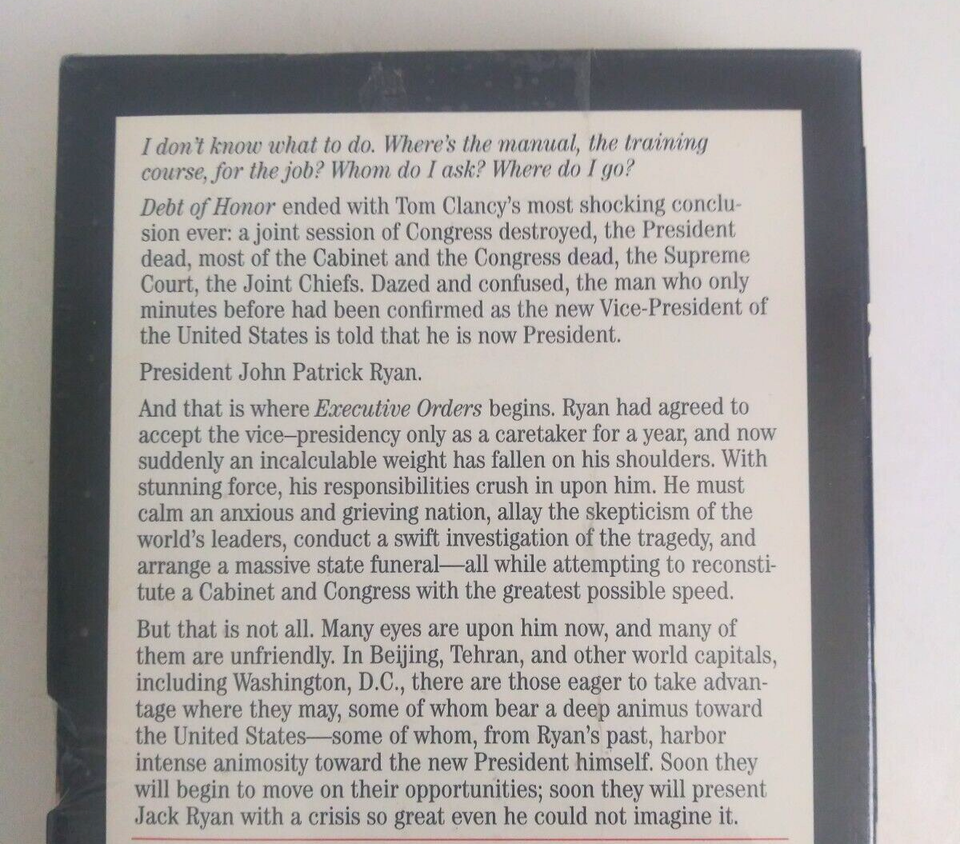 I don't know what to do. Where's the manual, the training
course, for the job? Whom do I ask? Where do I go?
Debt of Honor ended with Tom Clancy's most shocking conclu-
sion ever: a joint session of Congress destroyed, the President
dead, most of the Cabinet and the Congress dead, the Supreme
Court, the Joint Chiefs. Dazed and confused, the man who only
minutes before had been confirmed as the new Vice-President of
the United States is told that he is now President.
President John Patrick Ryan.
And that is where Executive Orders begins. Ryan had agreed to
accept the vice–presidency only as a caretaker for a year, and now
suddenly an incalculable weight has fallen on his shoulders. With
stunning force, his responsibilities crush in upon him. He must
calm an anxious and grieving nation, allay the skepticism of the
world's leaders, conduct a swift investigation of the tragedy, and
arrange a massive state funeral—all while attempting to reconsti-
tute a Cabinet and Congress with the greatest possible speed.
But that is not all. Many eyes are upon him now, and many of
them are unfriendly. In Beijing, Tehran, and other world capitals,
including Washington, D.C., there are those eager to take advan-
tage where they may, some of whom bear a deep animus toward
the United States—some of whom, from Ryan's past, harbor
intense animosity toward the new President himself. Soon they
will begin to move on their opportunities; soon they will present
Jack Ryan with a crisis so great even he could not imagine it.